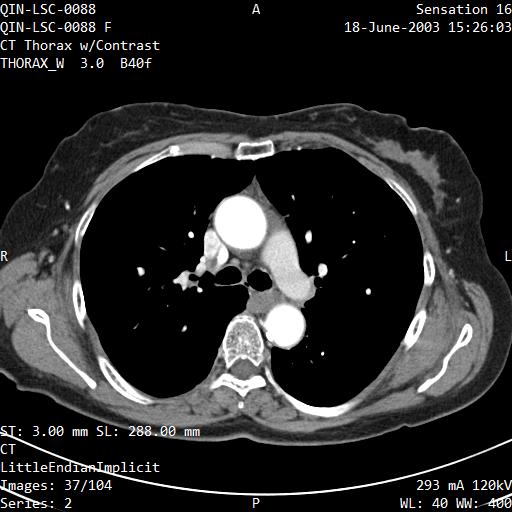 QIN-LSC-0088
A
Sensation 16
QIN-LSC-0088 F
18-June-2003 15:26:03
CT Thorax w/Contrast
THORAX_W 3.0 B40f
R
L
ST: 3.00 mm SL: 288.00 mm
CT
LittleEndianImplicit
Images: 37/104
293 mA 120kV
Series: 2
P
WL: 40 WW: 400